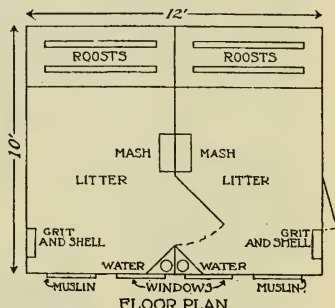 12'
ROOSTS ROOSTS
10'
MASH MASH
LITTER LITTER
GRIT AND SHELL
GRIT AND SHELL
WATER WATER
MUSLIN WINDOWS MUSLIN
FLOOR PLAN